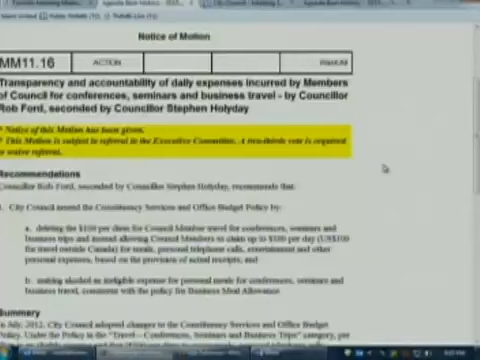 Notice of Motion
MM11.16 ACTION
Transparency and accountability of daily expenses incurred by Members
of Council for conferences, seminars and business travel - by Councillor
Rob Ford, seconded by Councillor Stephen Holyday
* Notice of this Motion has been given.
* This Motion is subject to referral to the Executive Committee. A two-thirds vote is required
to waive referral.
Recommendations
Councillor Rob Ford, seconded by Councillor Stephen Holyday, recommends that:
1. City Council amend the Constituency Services and Office Budget Policy by:
a. deleting the $100 per diem for Council Member travel for conferences, seminars and
business trips and instead allowing Council Members to claim up to $100 per day (US$100
for travel outside Canada) for meals, personal telephone calls, entertainment and other
personal expenses, based on the provision of actual receipts; and
b. making alcohol an ineligible expense for personal meals for conferences, seminars and
business travel, consistent with the policy for Business Meal Allowance
Summary
In July, 2012, City Council adopted changes to the Constituency Services and Office Budget
Policy. Under the Policy in the "Travel - Conferences, Seminars and Business Trips" category, per